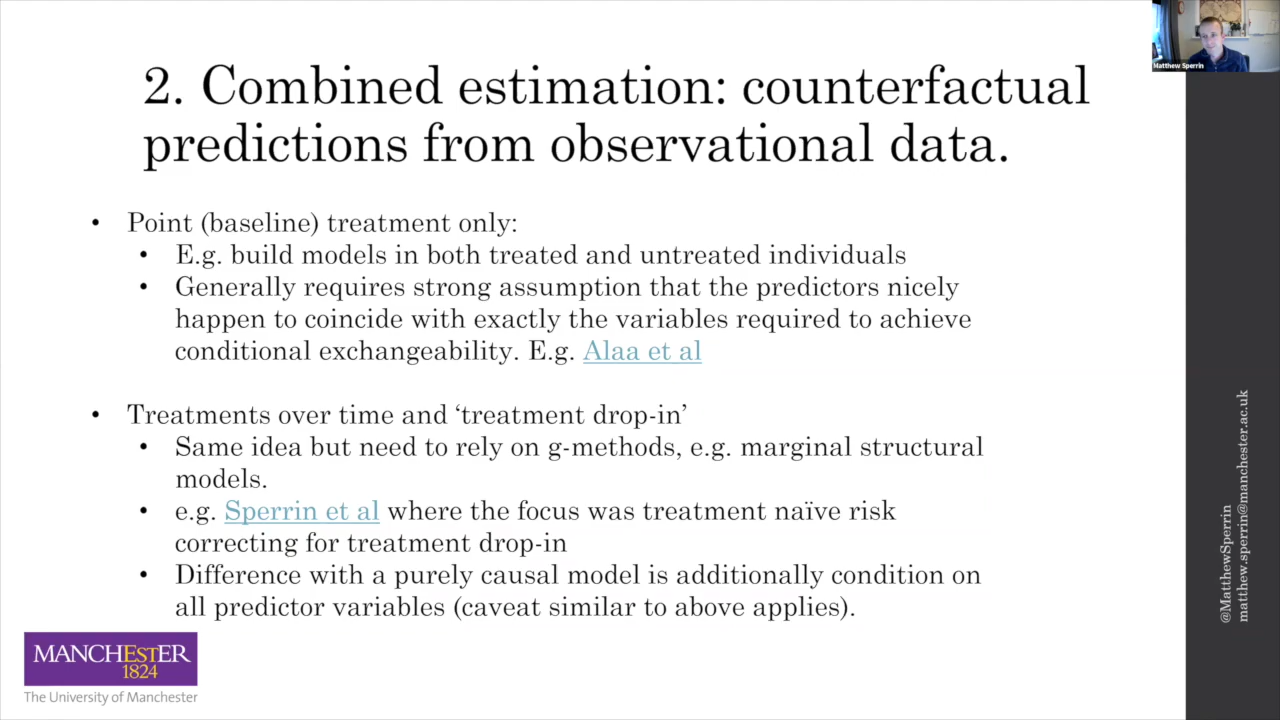 Matthew Sperrin
2. Combined estimation: counterfactual
predictions from observational data.
• Point (baseline) treatment only:
• E.g. build models in both treated and untreated individuals
• Generally requires strong assumption that the predictors nicely
happen to coincide with exactly the variables required to achieve
conditional exchangeability. E.g. Alaa et al
• Treatments over time and ‘treatment drop-in’
• Same idea but need to rely on g-methods, e.g. marginal structural
models.
• e.g. Sperrin et al where the focus was treatment naïve risk
correcting for treatment drop-in
• Difference with a purely causal model is additionally condition on
all predictor variables (caveat similar to above applies).
@MatthewSperrin
matthew.sperrin@manchester.ac.uk
MANCHESTER
1824
The University of Manchester